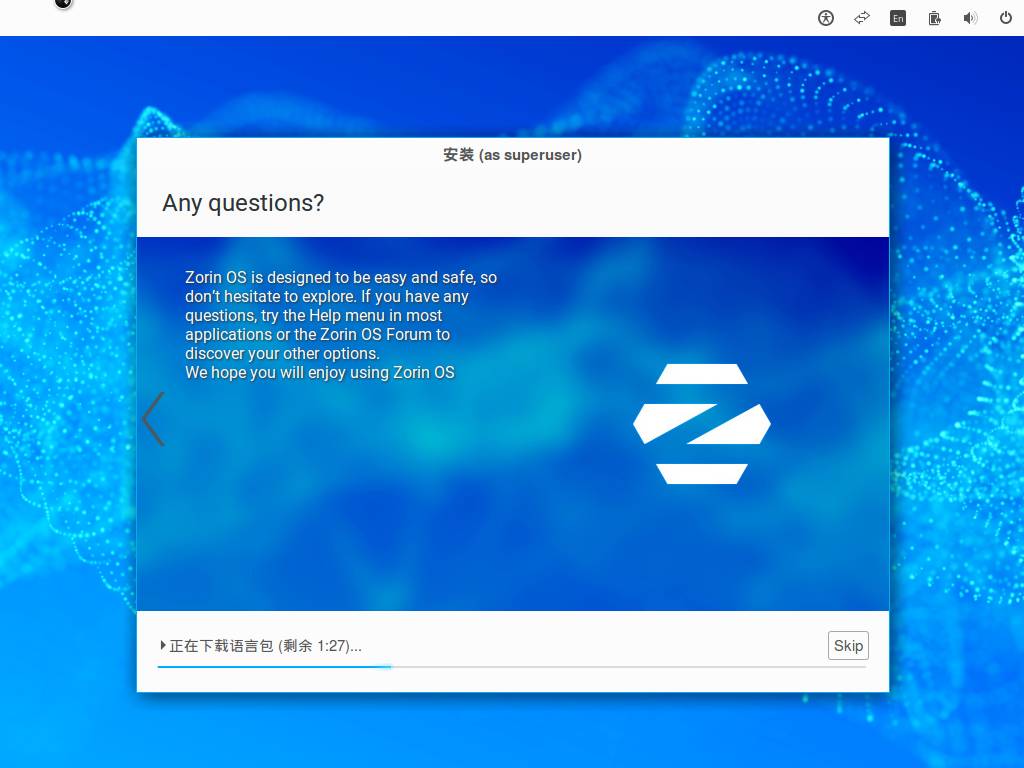 En
安装 (as superuser)
Any questions?
Zorin OS is designed to be easy and safe, so
don’t hesitate to explore. If you have any
questions, try the Help menu in most
applications or the Zorin OS Forum to
discover your other options.
We hope you will enjoy using Zorin OS
正在下载语言包 (剩余 1:27)...
Skip